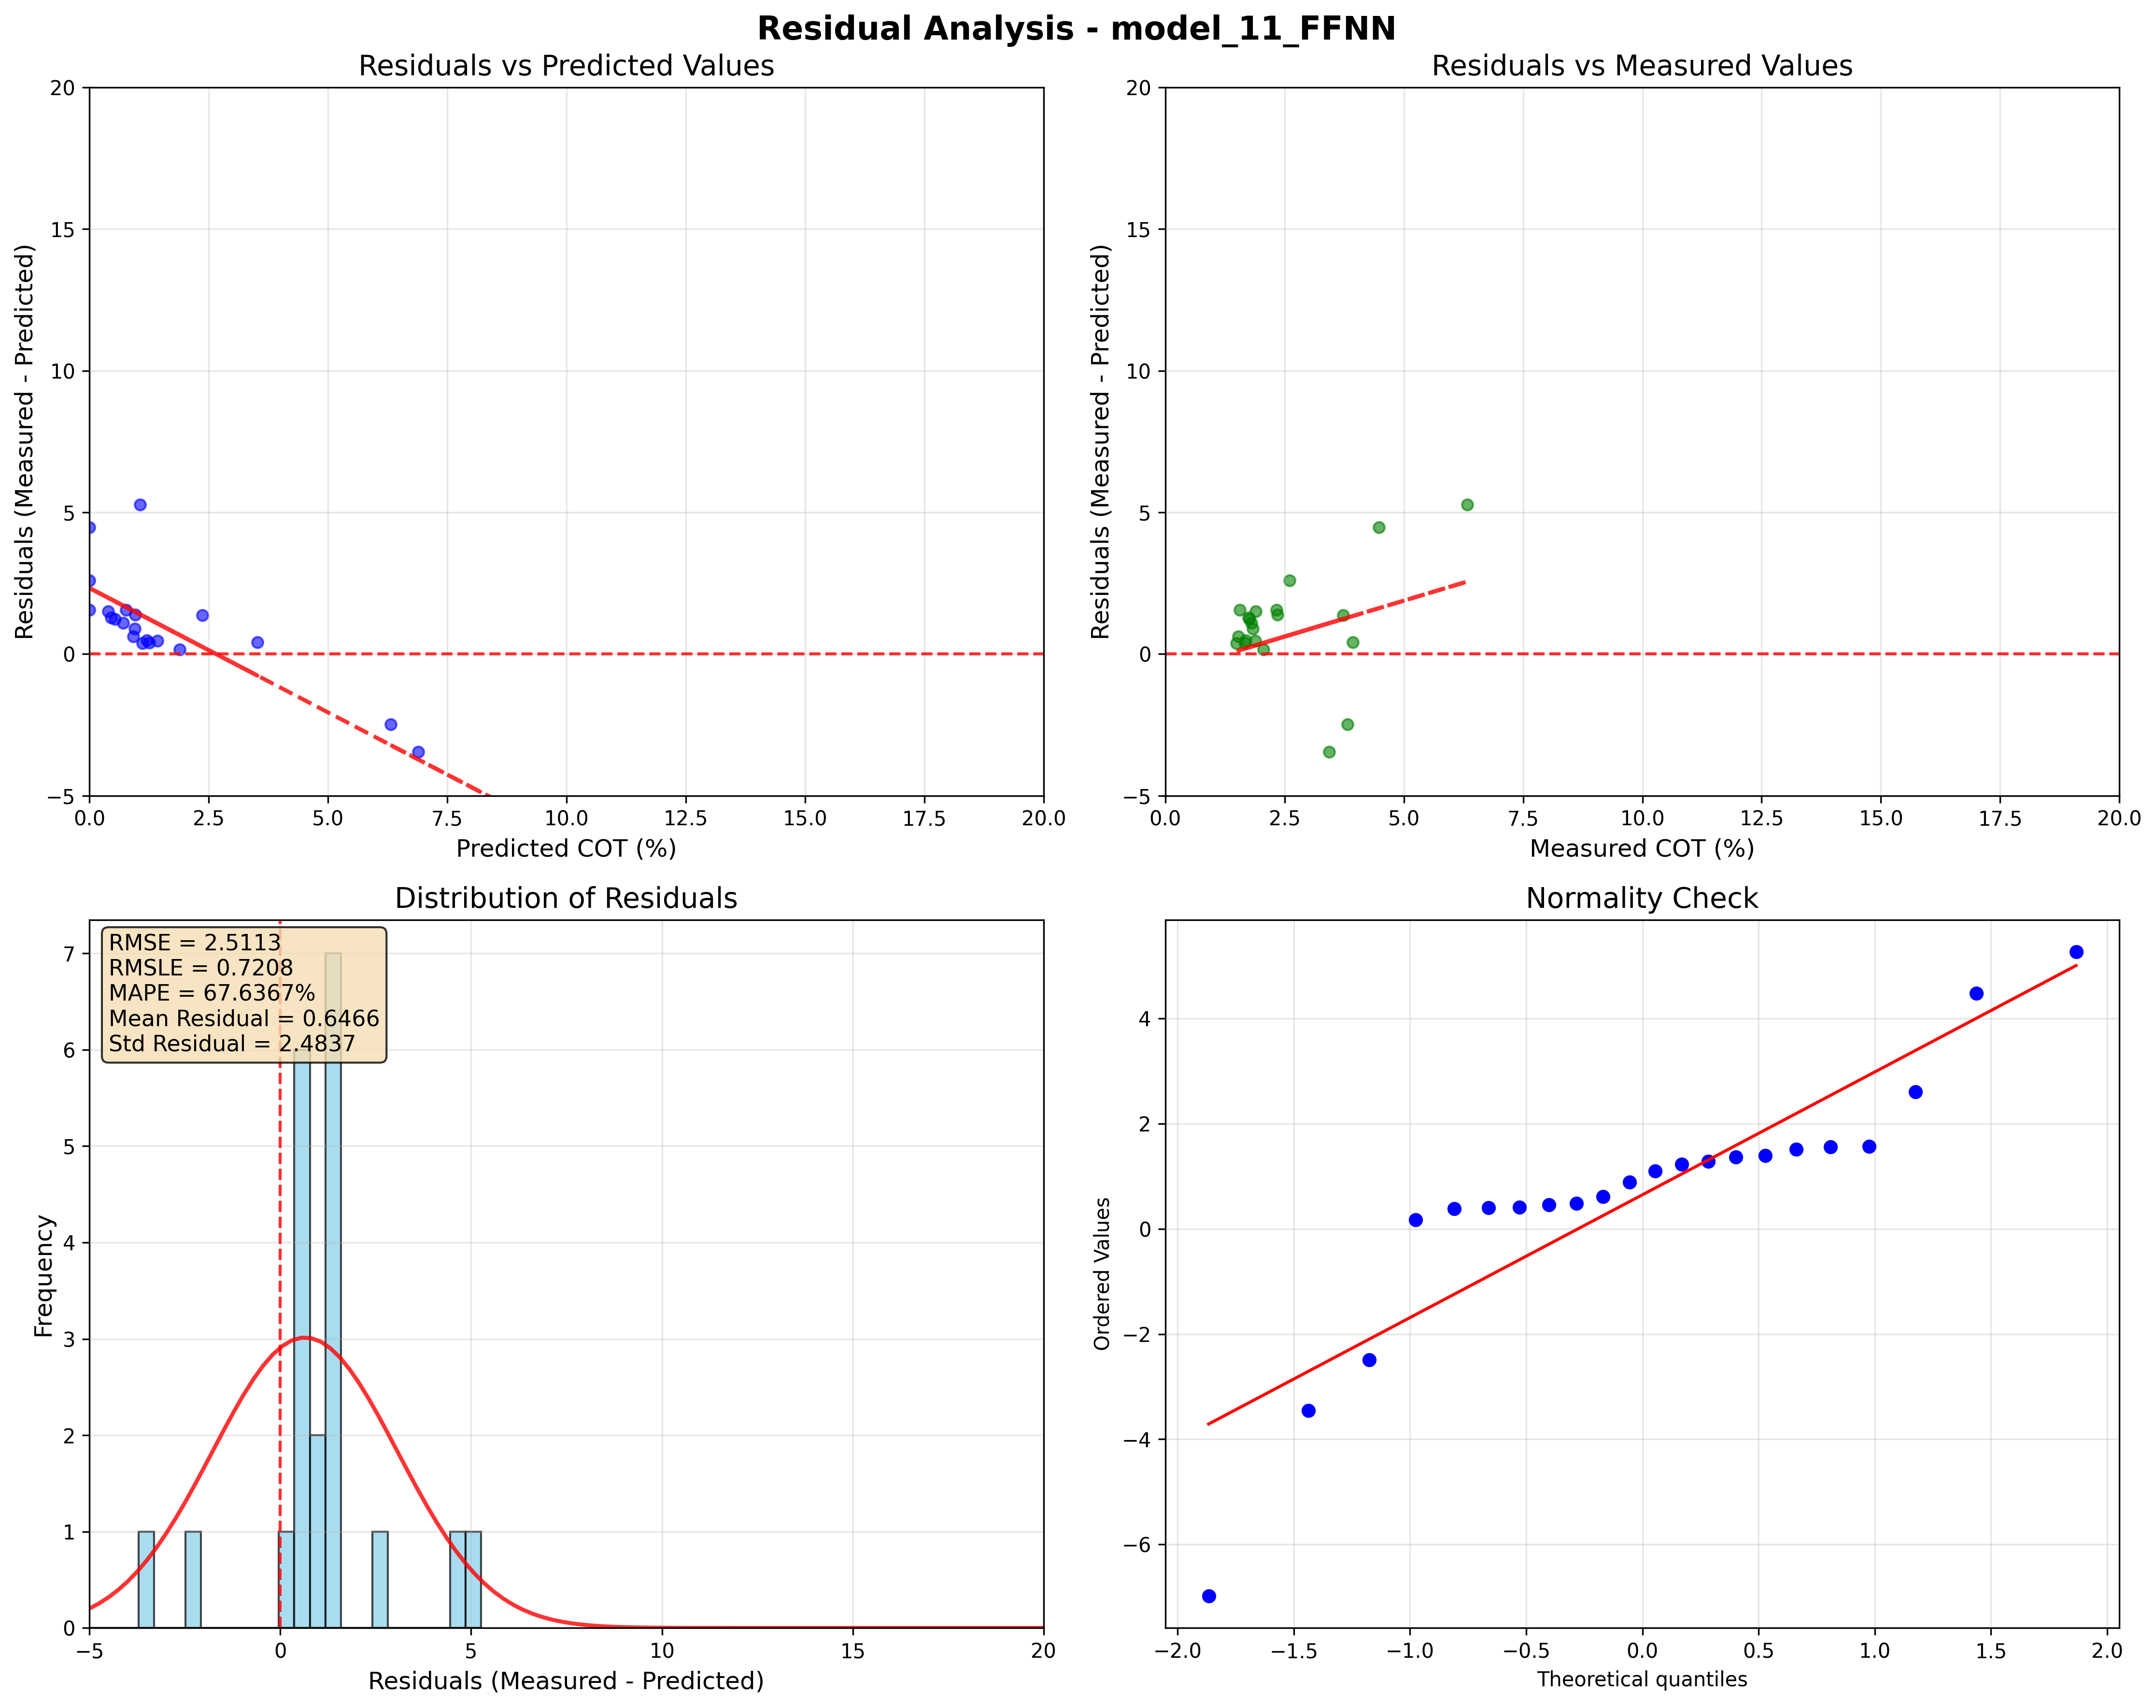 Residual Analysis - model_11_FFNN
Residuals vs Predicted Values
20
15
10
5
0
−5
0.0 2.5 5.0 7.5 10.0 12.5 15.0 17.5 20.0
Residuals (Measured - Predicted)
Predicted COT (%)
Residuals vs Measured Values
20
15
10
5
0
−5
0.0 2.5 5.0 7.5 10.0 12.5 15.0 17.5 20.0
Residuals (Measured - Predicted)
Measured COT (%)
Distribution of Residuals
RMSE = 2.5113
RMSLE = 0.7208
MAPE = 67.6367%
Mean Residual = 0.6466
Std Residual = 2.4837
7
6
5
4
3
2
1
0
−5 0 5 10 15 20
Frequency
Residuals (Measured - Predicted)
Normality Check
4
2
0
−2
−4
−6
−2.0 −1.5 −1.0 −0.5 0.0 0.5 1.0 1.5 2.0
Ordered Values
Theoretical quantiles